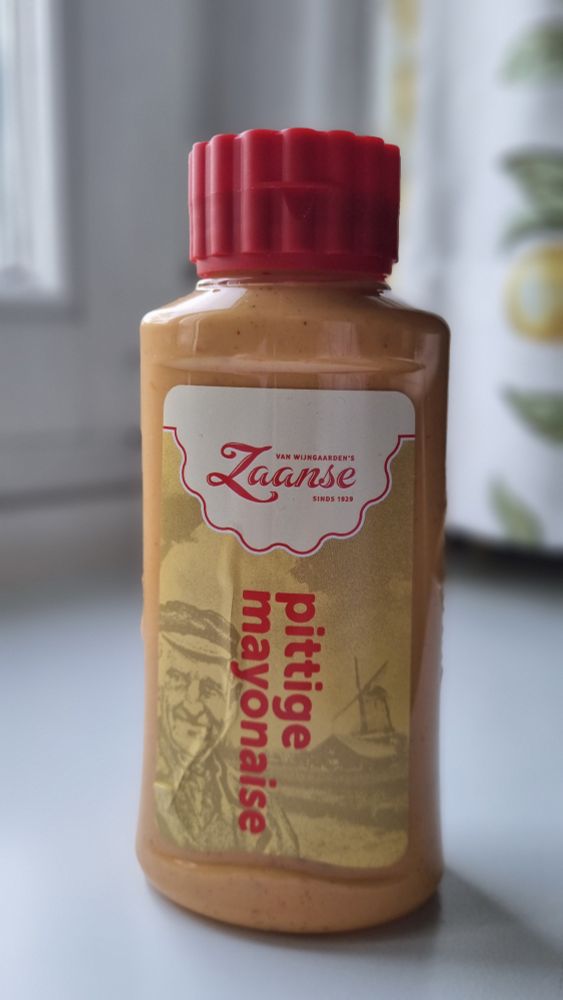 VAN WIJNGAARDEN'S
Zaanse
SINDS 1929
pittige
mayonaise